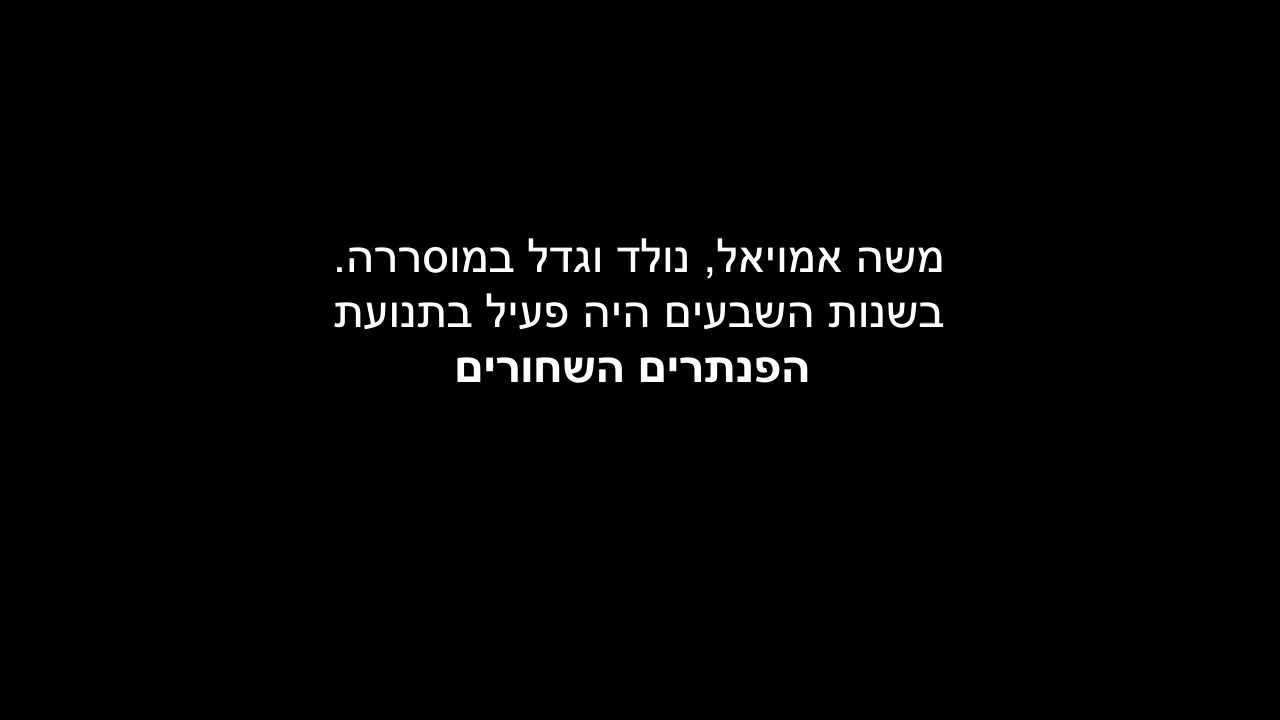 משה אמויאל, נולד וגדל במוסררה.
בשנות השבעים היה פעיל בתנועת
הפנתרים השחורים